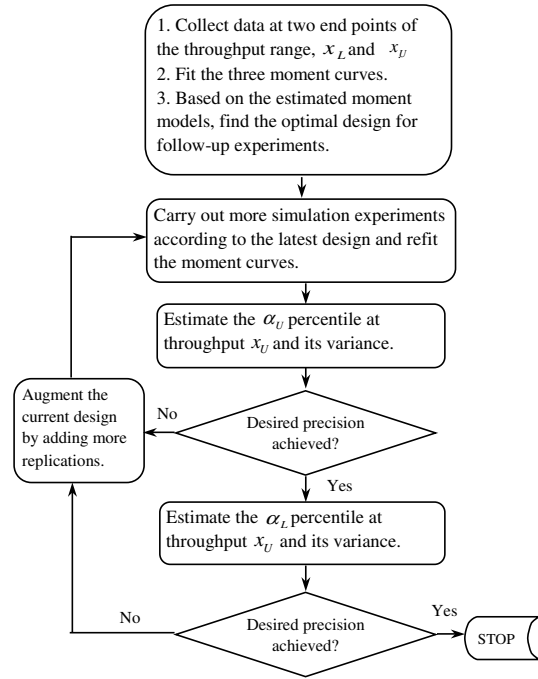 1. Collect data at two end points of
the throughput range, x_L and x_U
2. Fit the three moment curves.
3. Based on the estimated moment
models, find the optimal design for
follow-up experiments.
Carry out more simulation experiments
according to the latest design and refit
the moment curves.
Estimate the α_U percentile at
throughput x_U and its variance.
Augment the
current design
by adding more
replications.
No
Desired precision
achieved?
Yes
Estimate the α_L percentile at
throughput x_U and its variance.
No
Desired precision
achieved?
Yes
STOP